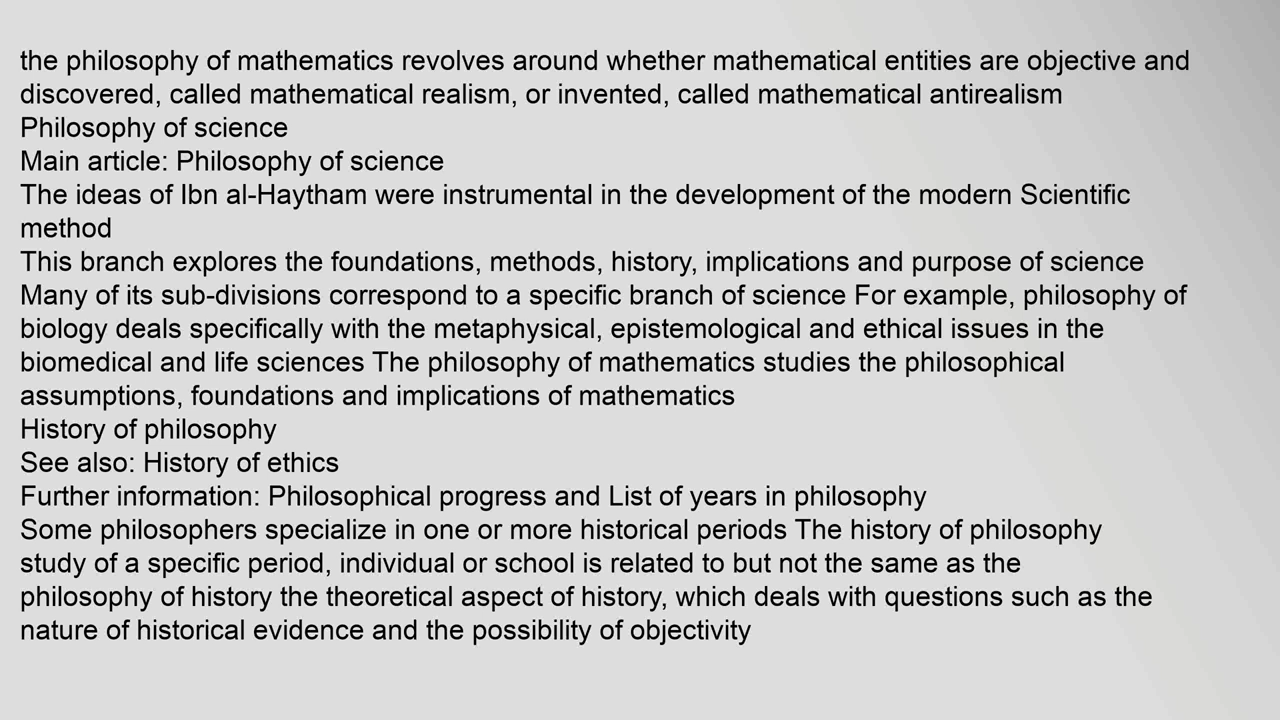 the philosophy of mathematics revolves around whether mathematical entities are objective and
discovered, called mathematical realism, or invented, called mathematical antirealism
Philosophy of science
Main article: Philosophy of science
The ideas of Ibn al-Haytham were instrumental in the development of the modern Scientific
method
This branch explores the foundations, methods, history, implications and purpose of science
Many of its sub-divisions correspond to a specific branch of science For example, philosophy of
biology deals specifically with the metaphysical, epistemological and ethical issues in the
biomedical and life sciences The philosophy of mathematics studies the philosophical
assumptions, foundations and implications of mathematics
History of philosophy
See also: History of ethics
Further information: Philosophical progress and List of years in philosophy
Some philosophers specialize in one or more historical periods The history of philosophy
study of a specific period, individual or school is related to but not the same as the
philosophy of history the theoretical aspect of history, which deals with questions such as the
nature of historical evidence and the possibility of objectivity